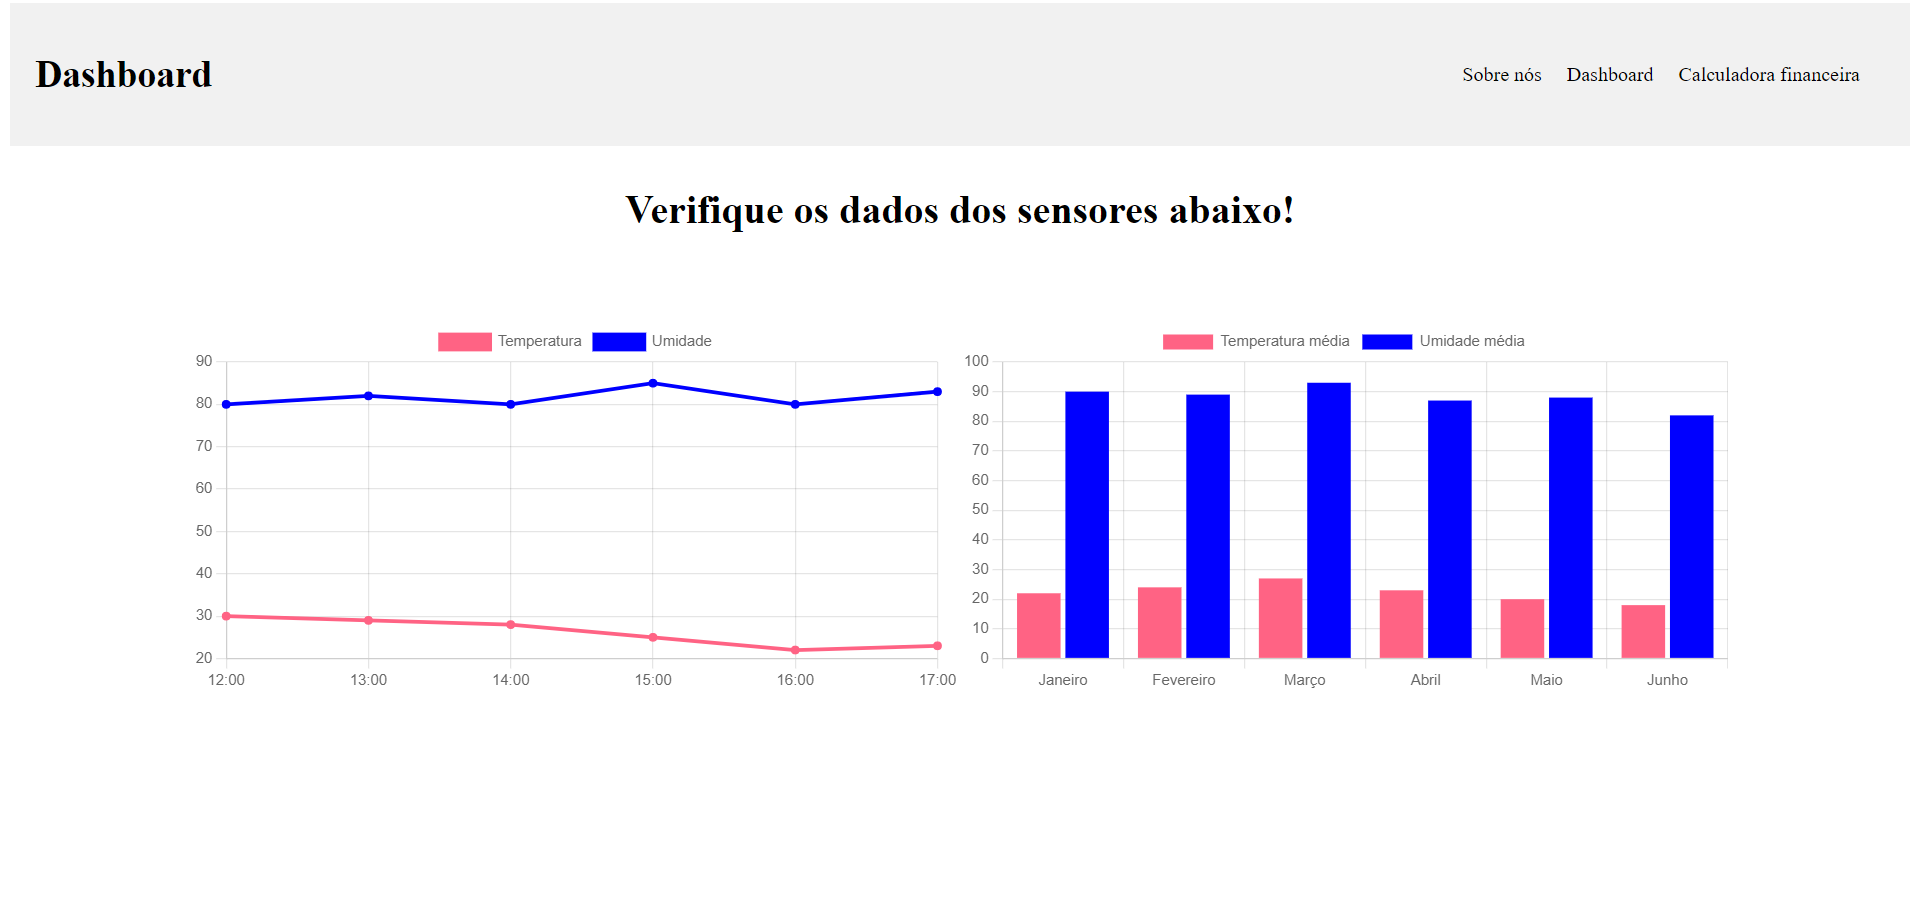 Dashboard
Sobre nós Dashboard Calculadora financeira
Verifique os dados dos sensores abaixo!
Temperatura Umidade
90
80
70
60
50
40
30
20
12:00 13:00 14:00 15:00 16:00 17:00
Temperatura média Umidade média
100
90
80
70
60
50
40
30
20
10
0
Janeiro Fevereiro Março Abril Maio Junho